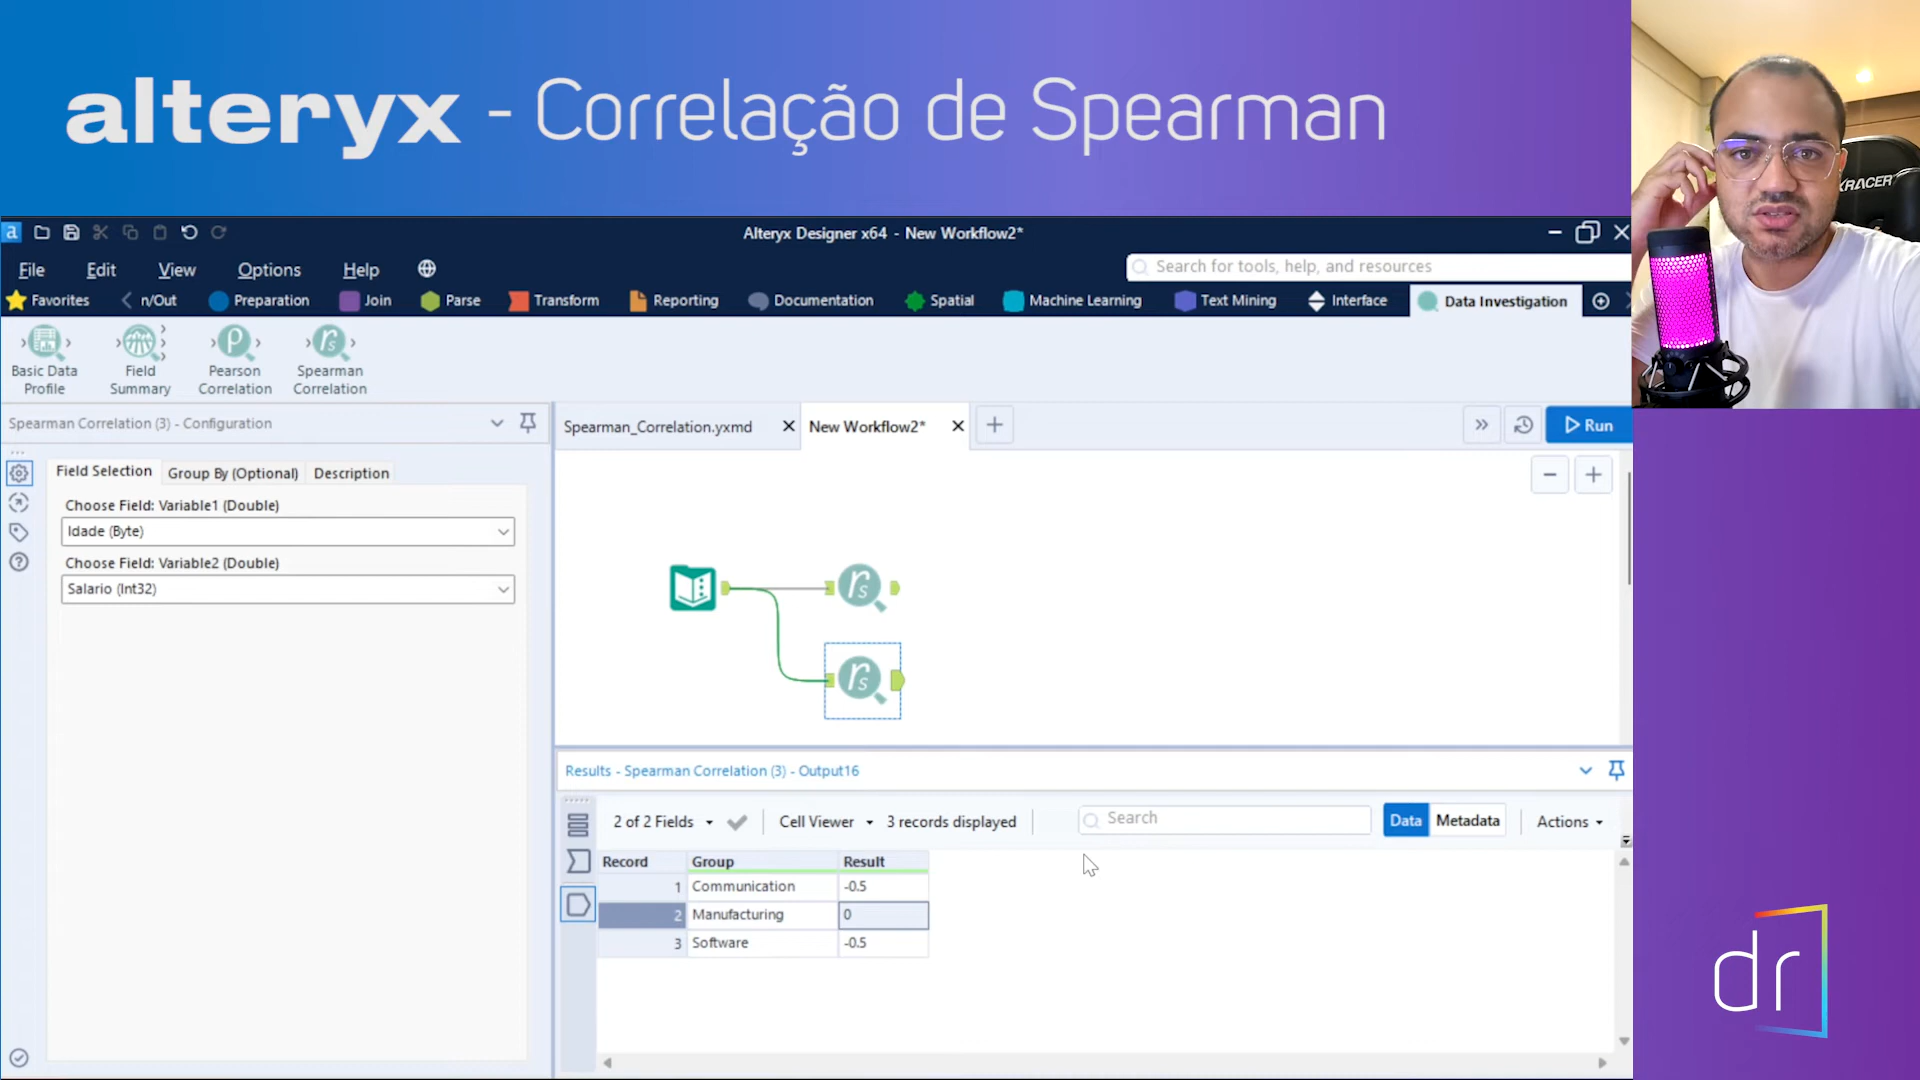 alteryx - Correlação de Spearman
a
Alteryx Designer x64 - New Workflow2*
File Edit View Options Help
Search for tools, help, and resources
Favorites n/Out Preparation Join Parse Transform Reporting Documentation Spatial Machine Learning Text Mining Interface Data Investigation
Basic Data Profile
Field Summary
Pearson Correlation
Spearman Correlation
Spearman Correlation (3) - Configuration
Spearman_Correlation.yxmd New Workflow2* Run
Field Selection Group By (Optional) Description
Choose Field: Variable1 (Double)
Idade (Byte)
Choose Field: Variable2 (Double)
Salario (Int32)
rs
rs
Results - Spearman Correlation (3) - Output16
2 of 2 Fields Cell Viewer 3 records displayed Search Data Metadata Actions
Record Group Result
1 Communication -0.5
2 Manufacturing 0
3 Software -0.5
XRACER
dr